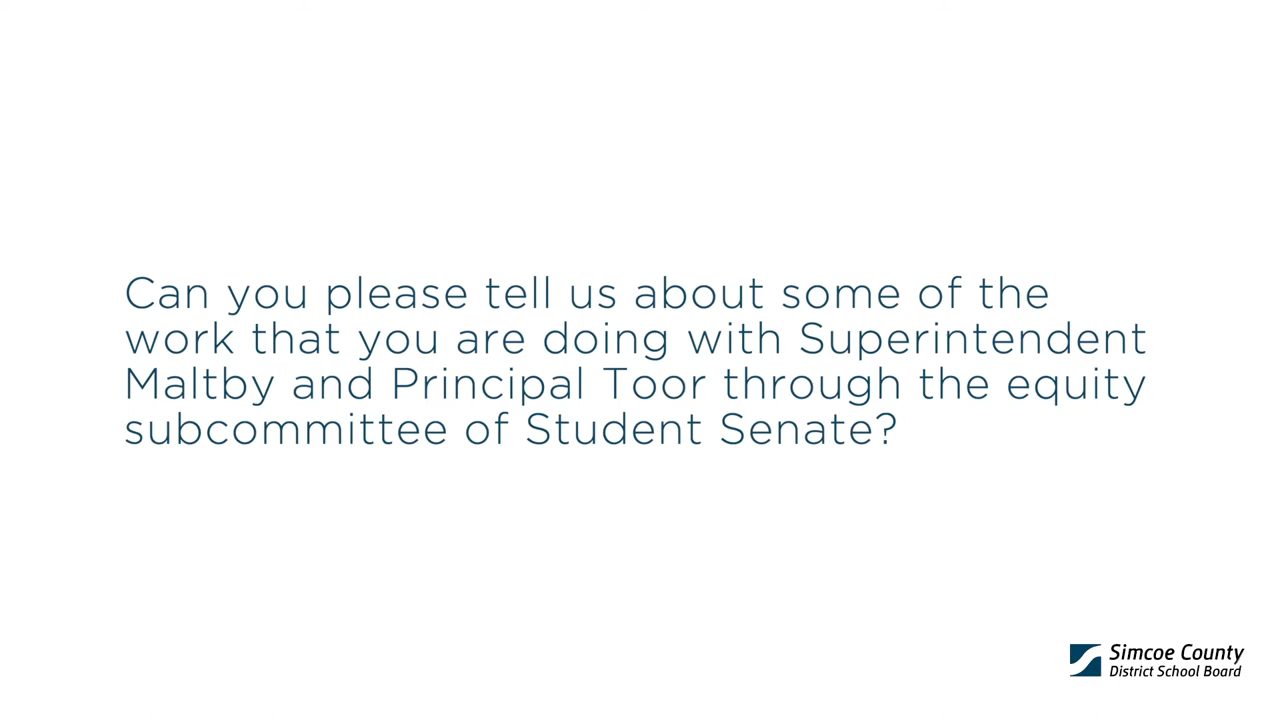 Can you please tell us about some of the
work that you are doing with Superintendent
Maltby and Principal Toor through the equity
subcommittee of Student Senate?
Simcoe County
District School Board